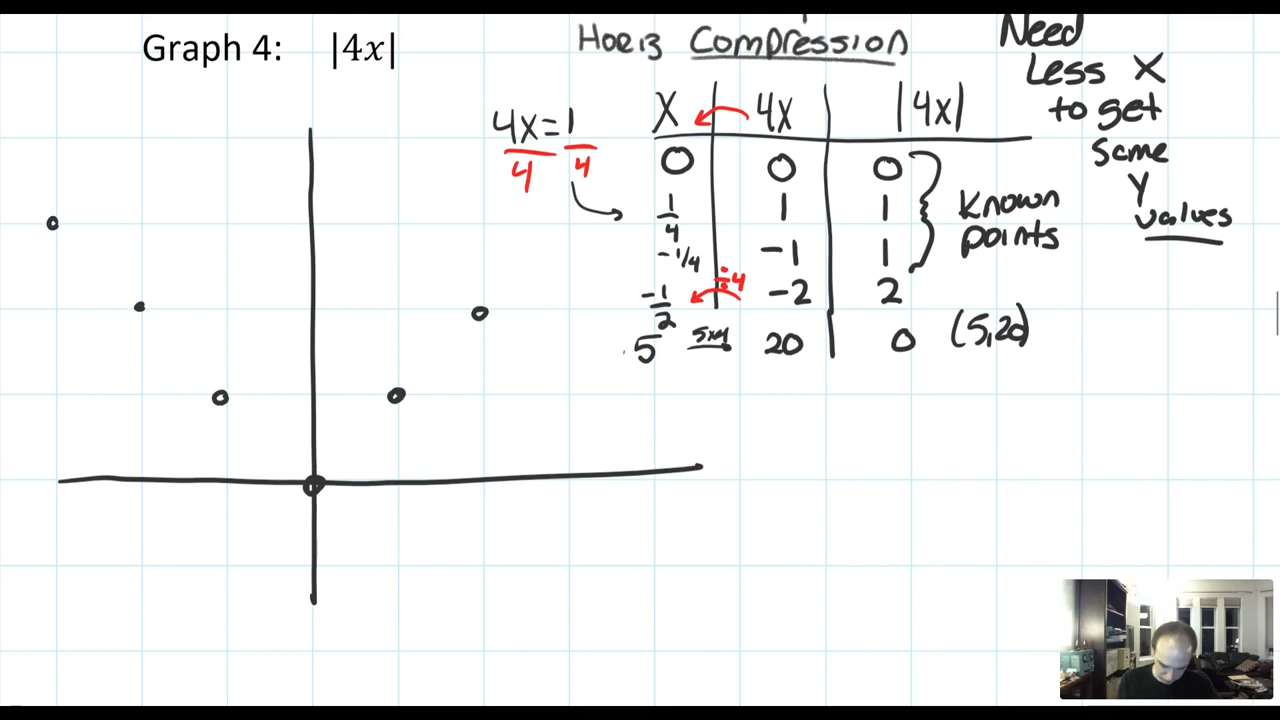 Graph 4: |4x|
Horiz Compression
Need
Less X
to get
same
y
values
4x=1
4 4
X 4x |4x|
0 0 0
1/4 1 1
-1/4 -1 1
÷4
-1/2 -2 2
5 5x4 20 0 (5,20)
Known
points